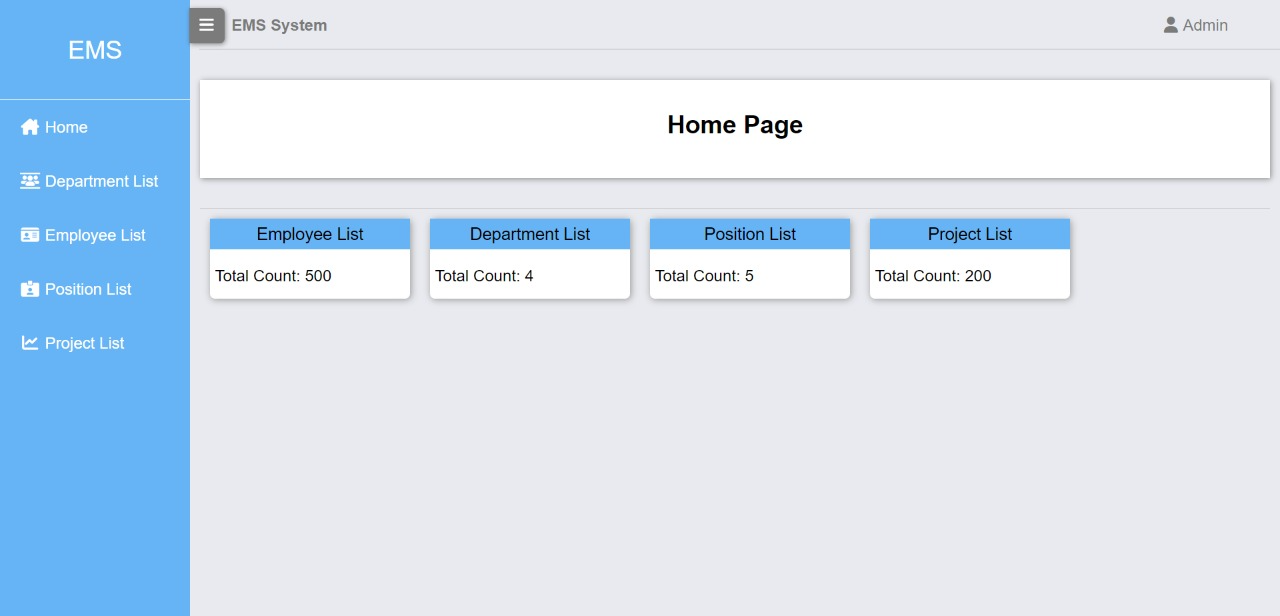 EMS
EMS System
Admin
Home
Department List
Employee List
Position List
Project List
Home Page
Employee List
Total Count: 500
Department List
Total Count: 4
Position List
Total Count: 5
Project List
Total Count: 200